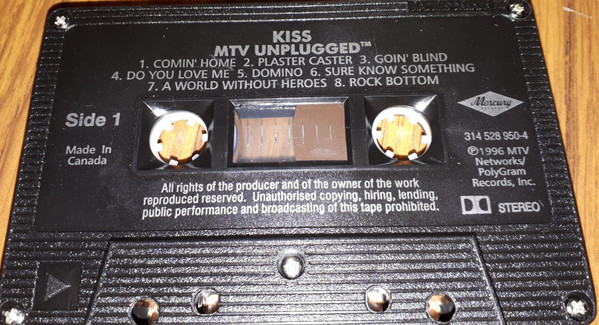 KISS
MTV UNPLUGGED™
1. COMIN' HOME 2. PLASTER CASTER 3. GOIN' BLIND
4. DO YOU LOVE ME 5. DOMINO 6. SURE KNOW SOMETHING
7. A WORLD WITHOUT HEROES 8. ROCK BOTTOM
Side 1
Made In
Canada
Mercury
314 528 950-4
℗1996 MTV
Networks/
PolyGram
Records, Inc.
STEREO
All rights of the producer and of the owner of the work
reproduced reserved. Unauthorised copying, hiring, lending,
public performance and broadcasting of this tape prohibited.